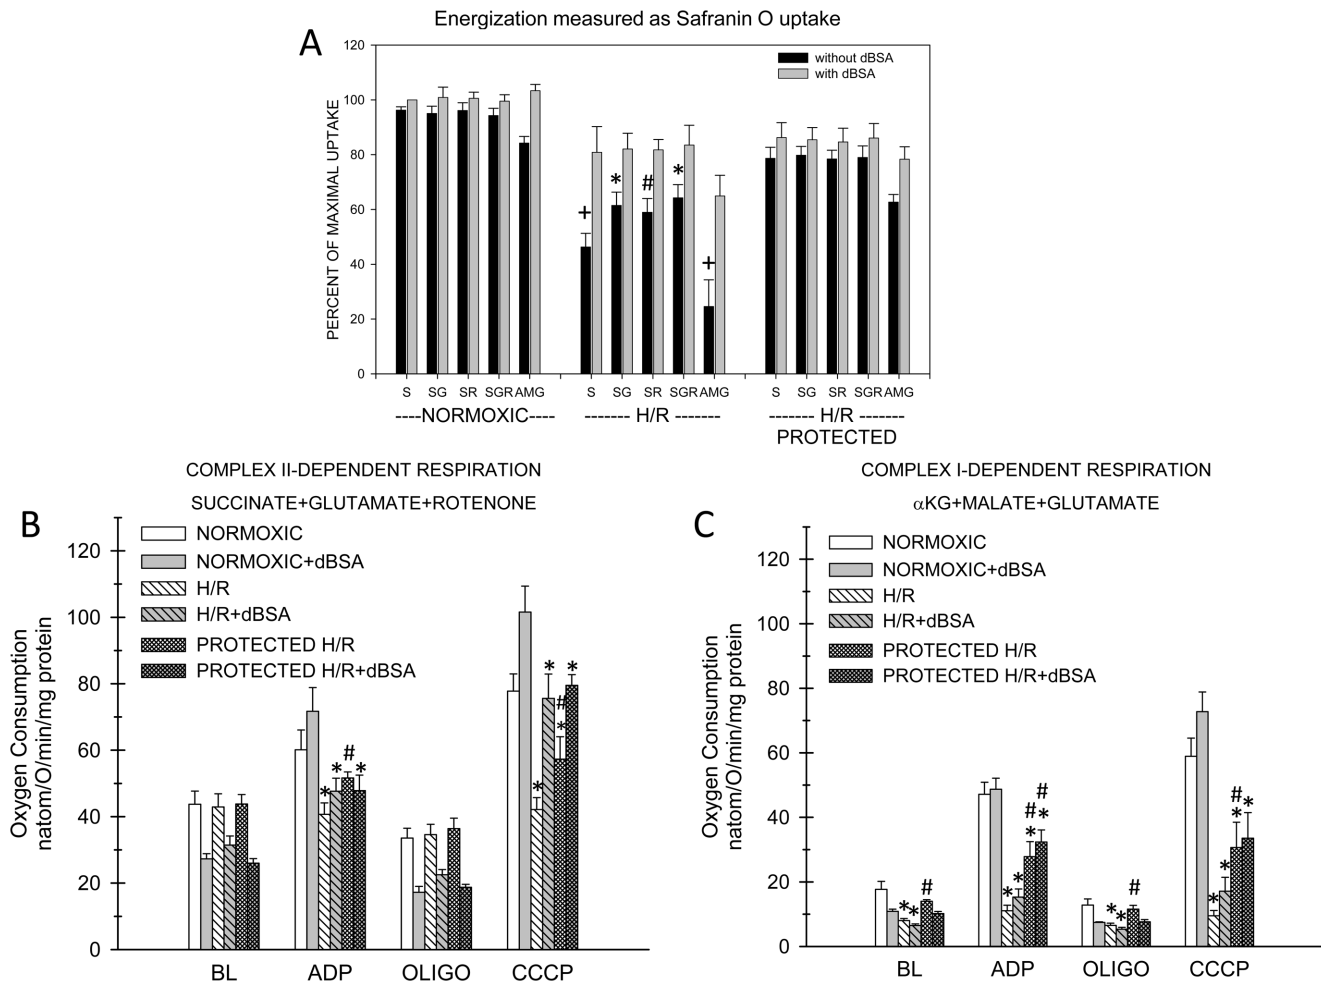 Energization measured as Safranin O uptake
A
120
100
80
60
40
20
0
PERCENT OF MAXIMAL UPTAKE
without dBSA
with dBSA
+ * # * +
S SG SR SGR AMG S SG SR SGR AMG S SG SR SGR AMG
----NORMOXIC---- ------- H/R ------- ------- H/R -------
PROTECTED
COMPLEX II-DEPENDENT RESPIRATION
SUCCINATE+GLUTAMATE+ROTENONE
B
NORMOXIC
NORMOXIC+dBSA
H/R
H/R+dBSA
PROTECTED H/R
PROTECTED H/R+dBSA
Oxygen Consumption
natom/O/min/mg protein
120
100
80
60
40
20
0
* * # * * * # * *
BL ADP OLIGO CCCP
COMPLEX I-DEPENDENT RESPIRATION
αKG+MALATE+GLUTAMATE
C
NORMOXIC
NORMOXIC+dBSA
H/R
H/R+dBSA
PROTECTED H/R
PROTECTED H/R+dBSA
Oxygen Consumption
natom/O/min/mg protein
120
100
80
60
40
20
0
* * # * * # * # * * * # * * # * *
BL ADP OLIGO CCCP